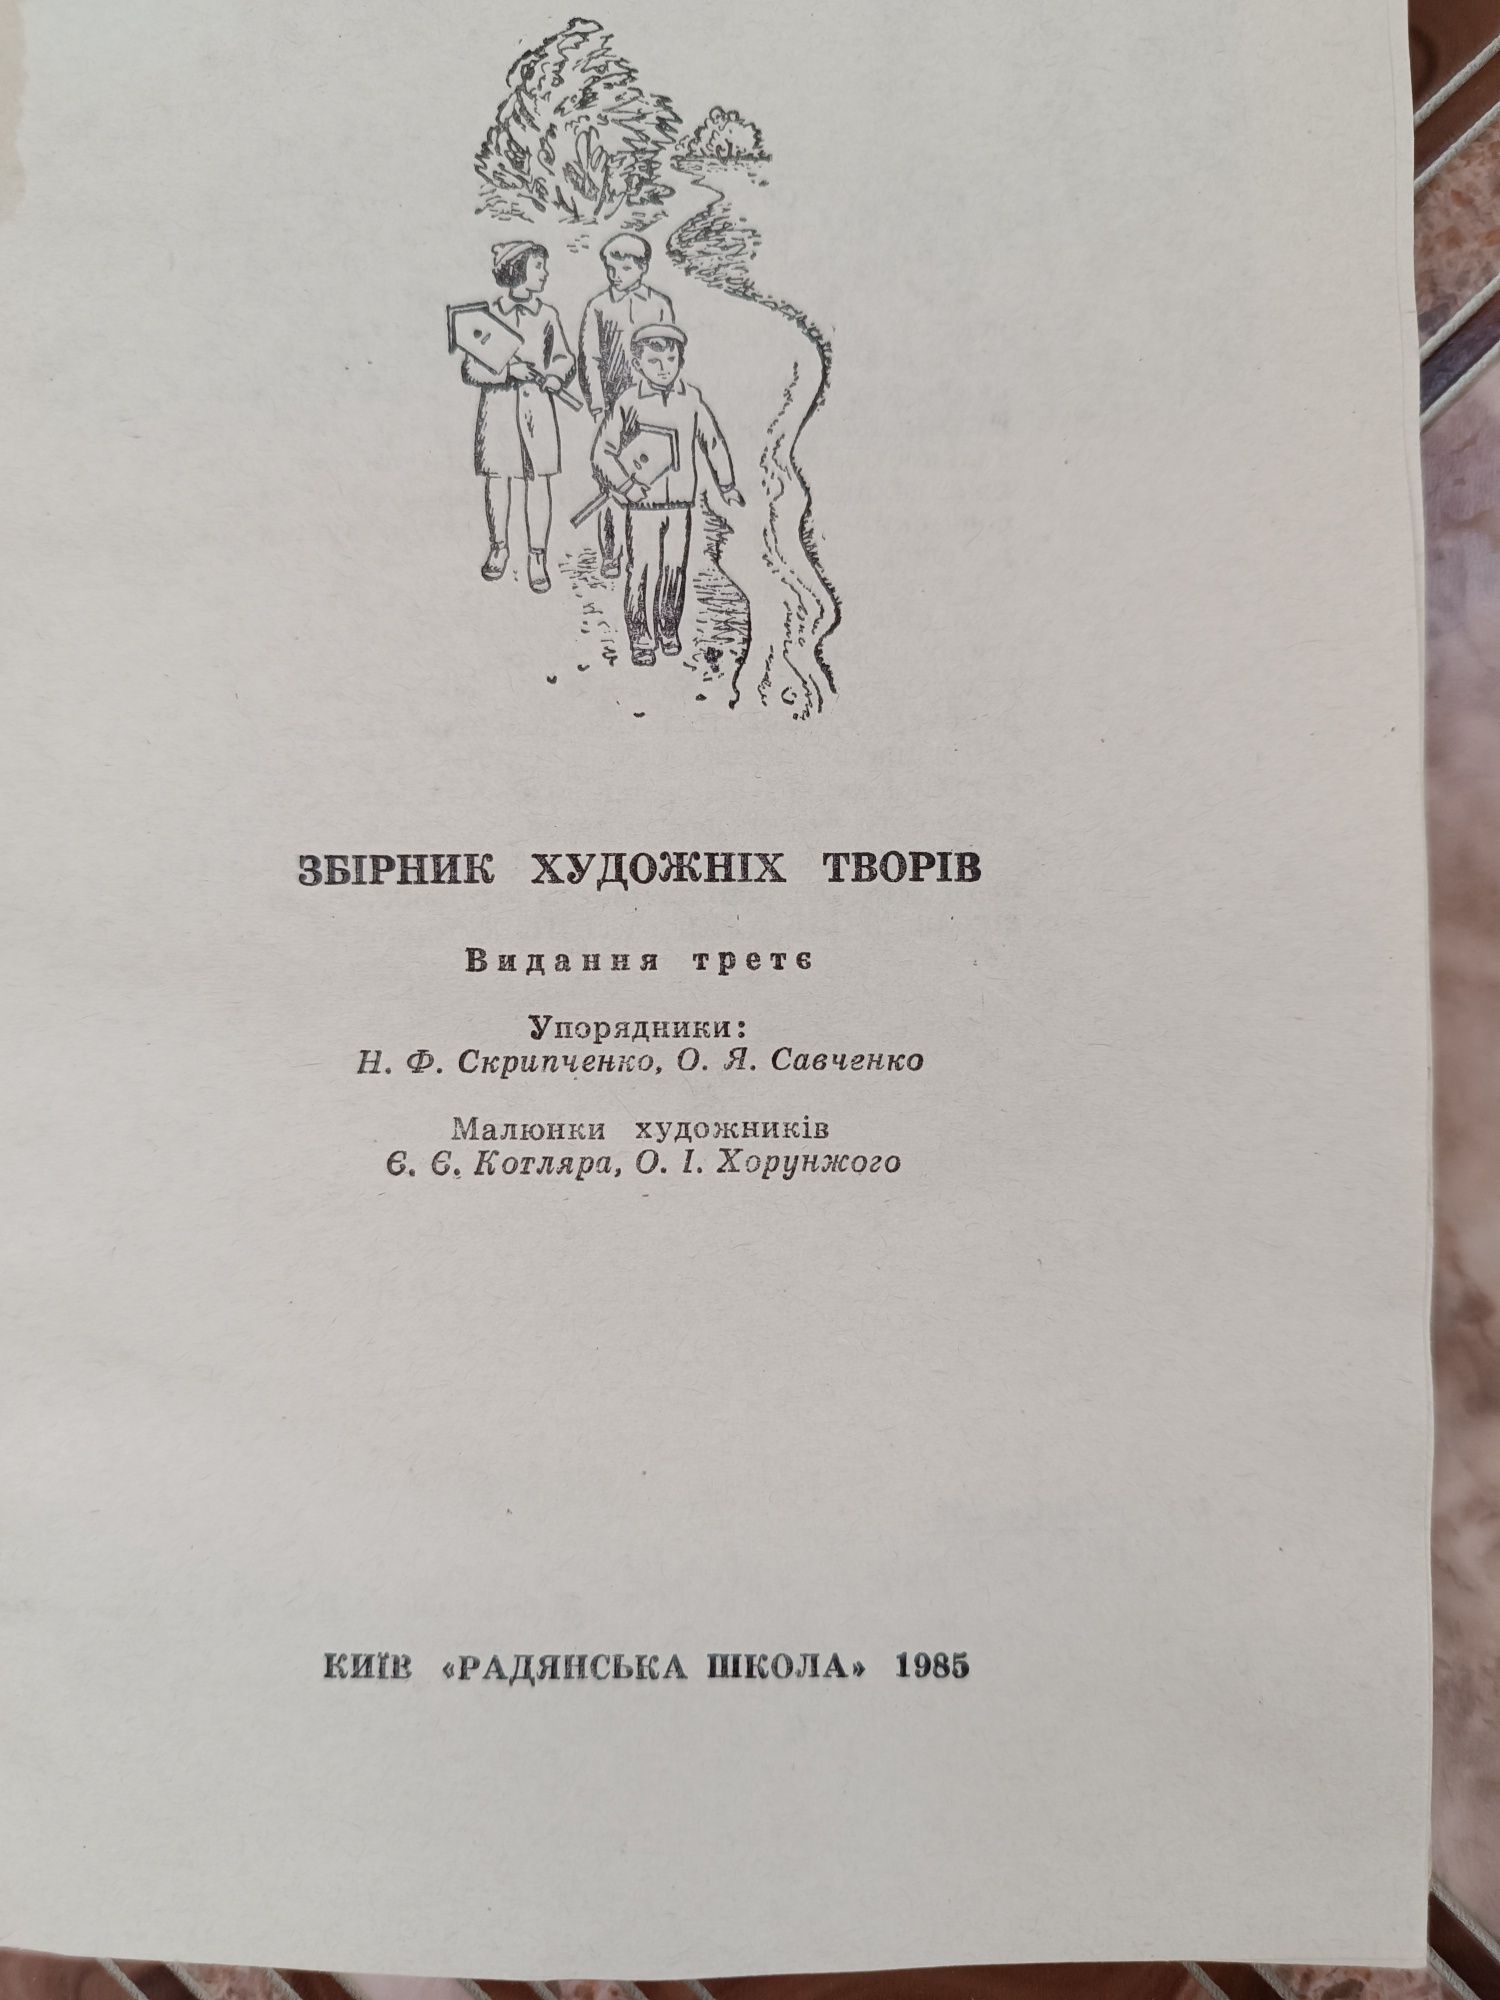 ЗБІРНИК ХУДОЖНІХ ТВОРІВ
Видання третє
Упорядники:
Н. Ф. Скрипченко, О. Я. Савченко
Малюнки художників
Є. Є. Котляра, О. І. Хорунжого
КИЇВ «РАДЯНСЬКА ШКОЛА» 1985